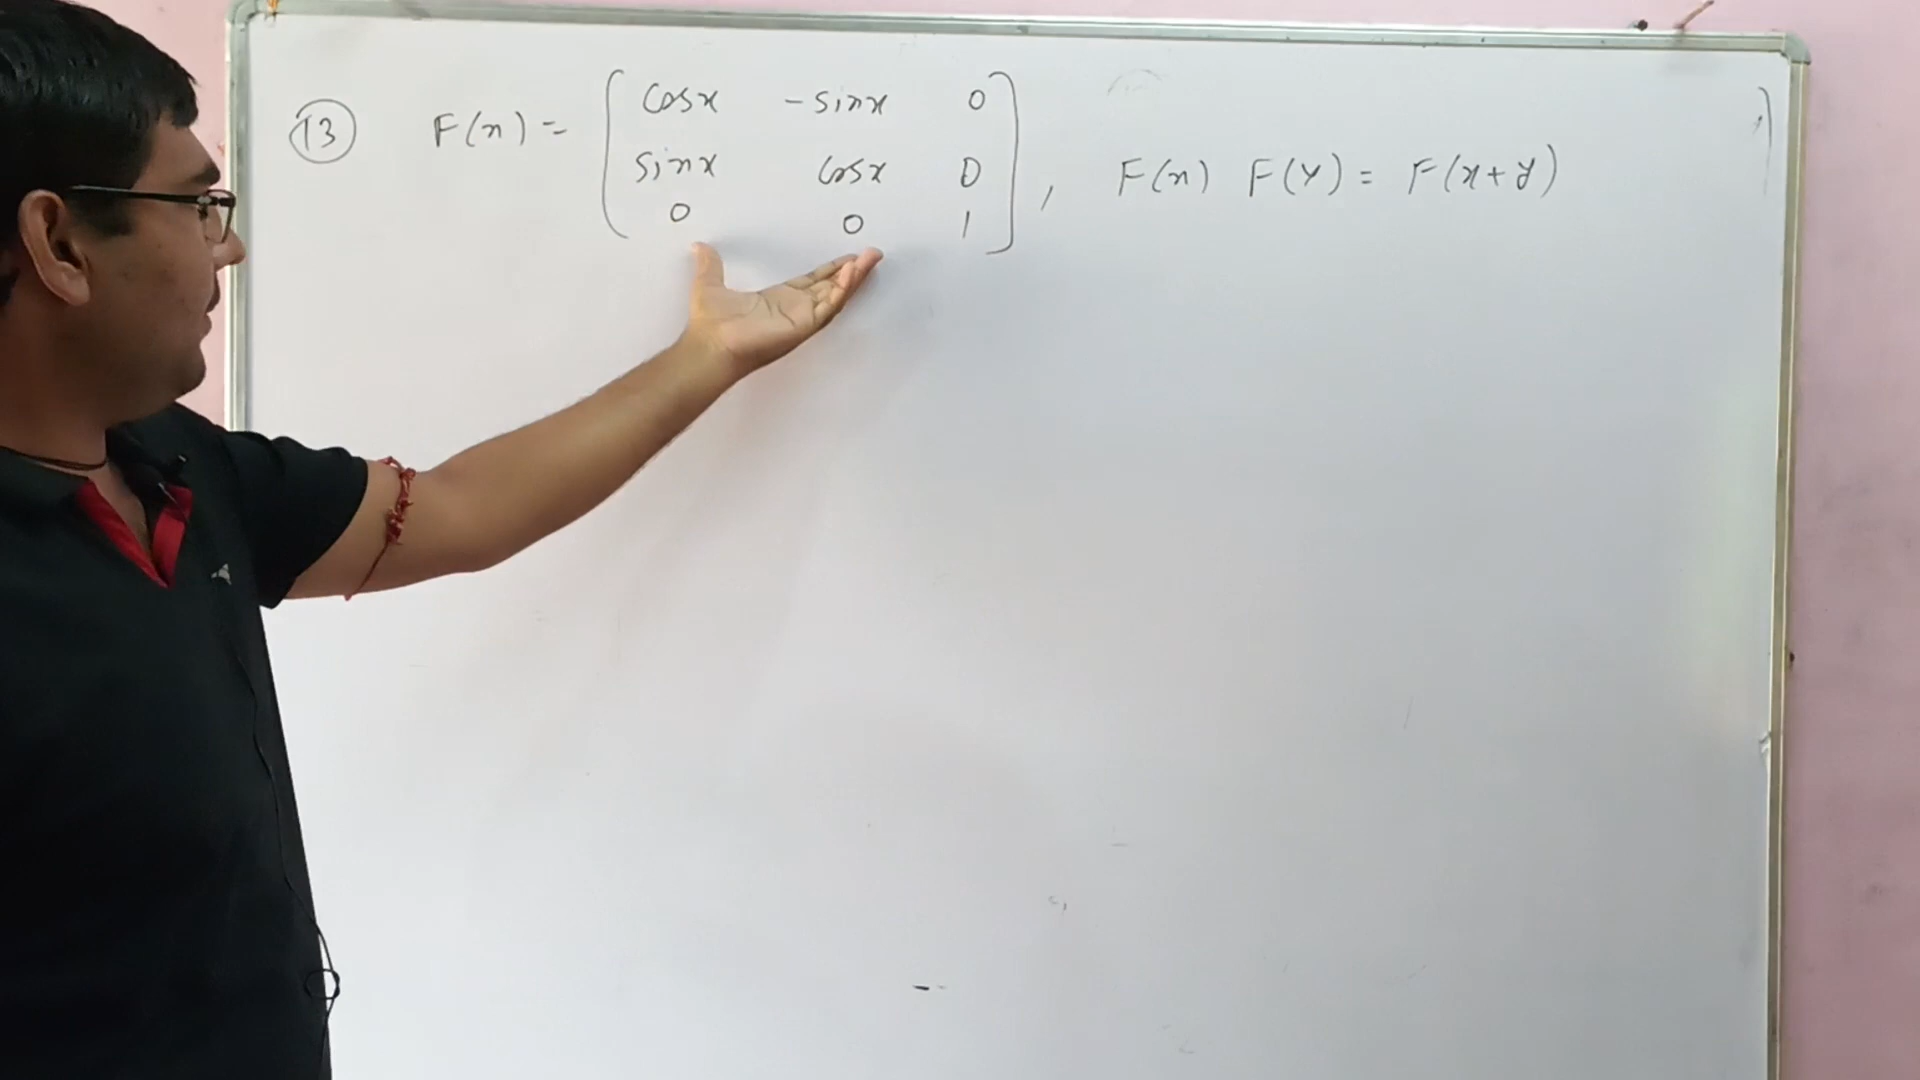 13 F(x) = [ cosx -sinx 0
sinx cosx 0
0 0 1 ] , F(x) F(y) = F(x+y)